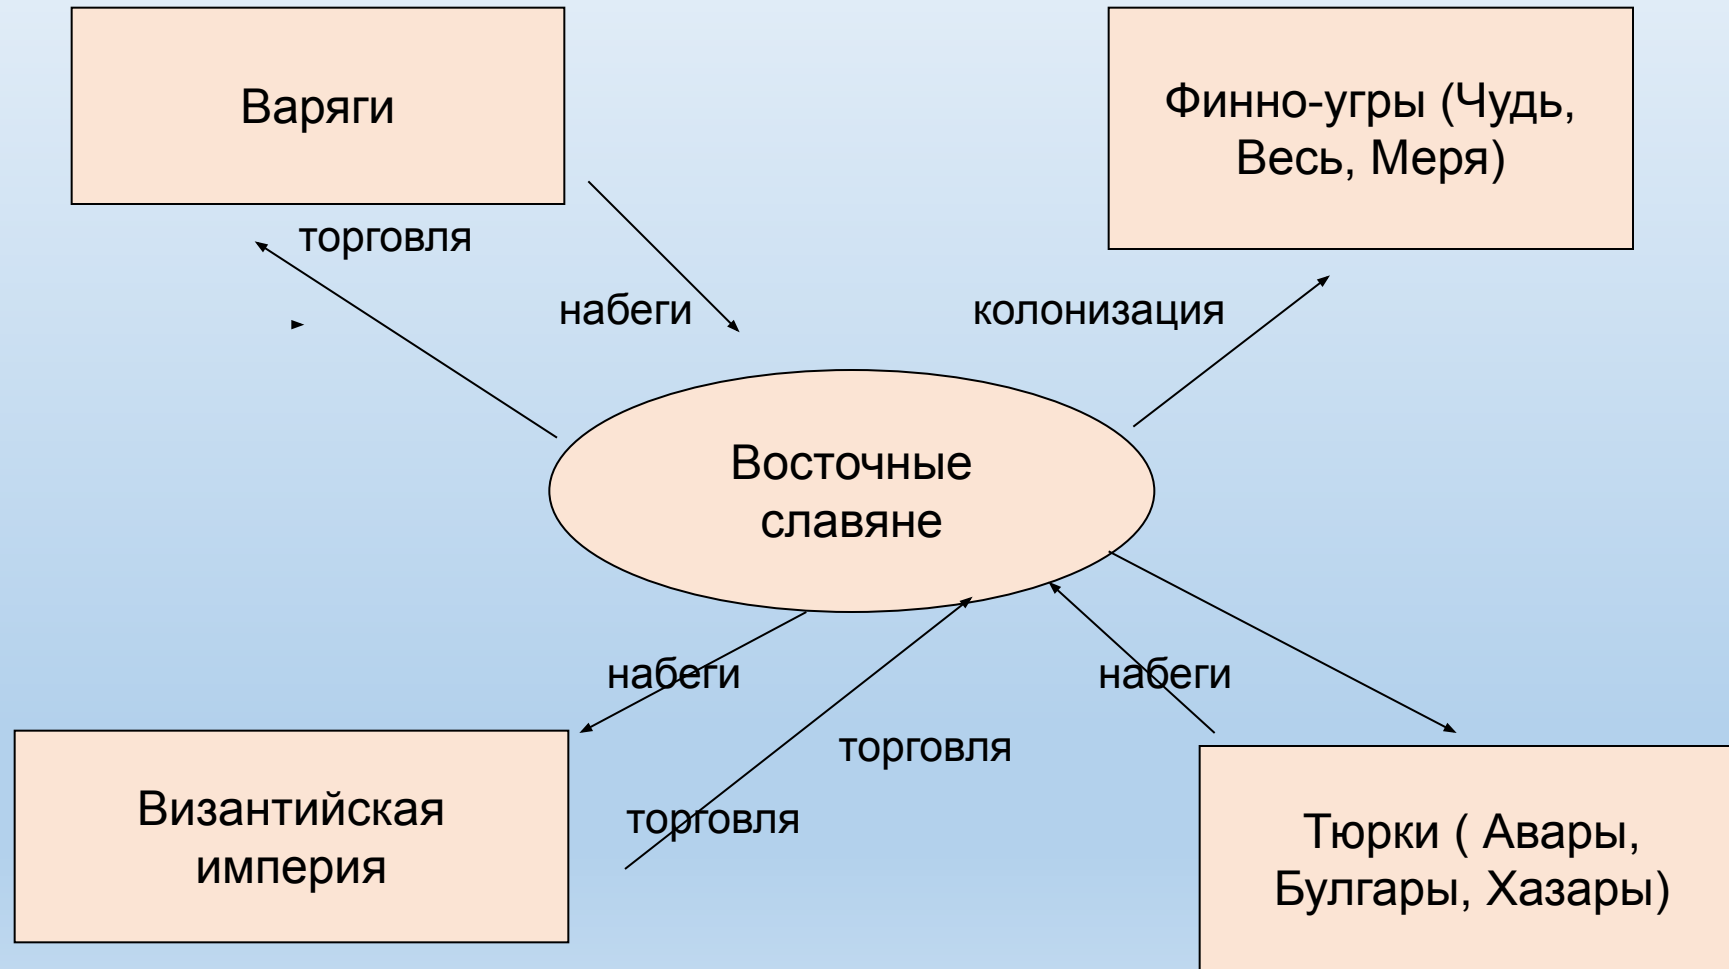 Варяги
Финно-угры (Чудь,
Весь, Меря)
торговля
набеги
колонизация
Восточные
славяне
набеги
набеги
торговля
торговля
Византийская
империя
Тюрки ( Авары,
Булгары, Хазары)